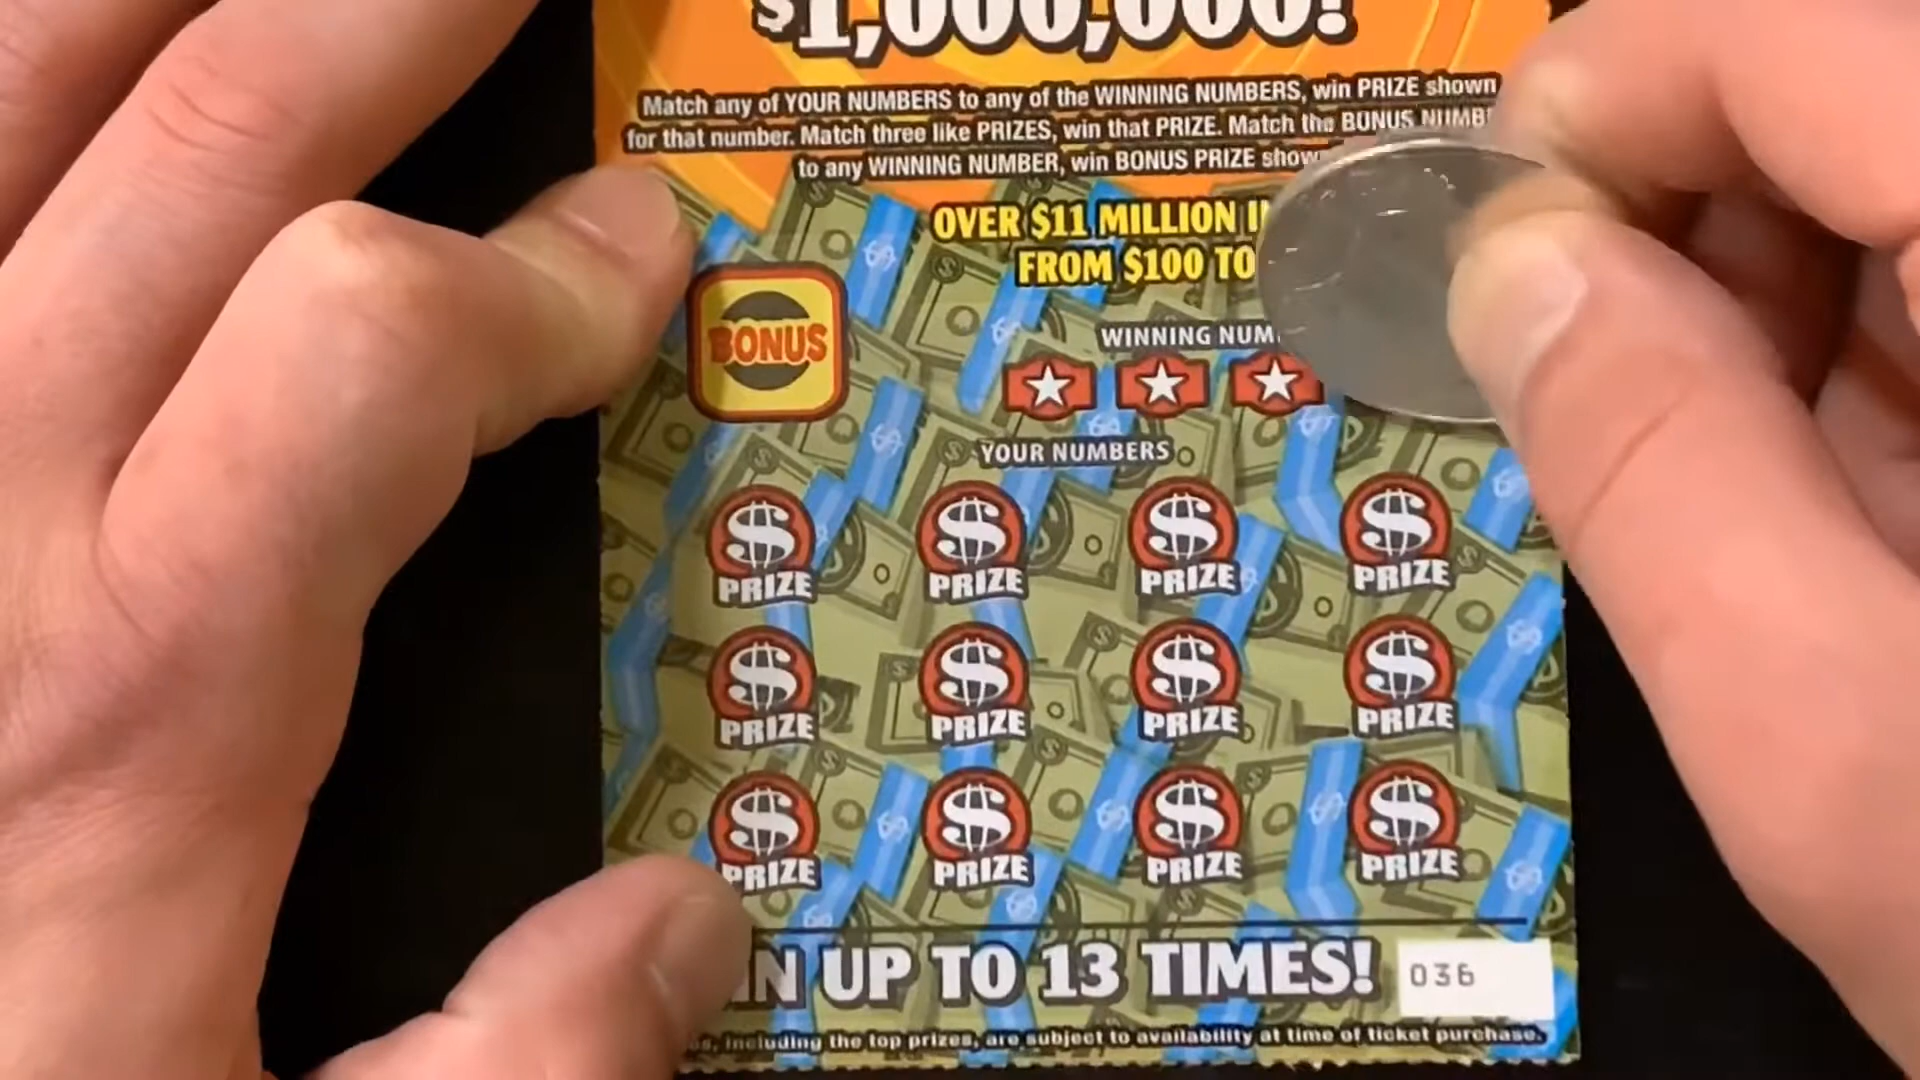 $1,000,000!
Match any of YOUR NUMBERS to any of the WINNING NUMBERS, win PRIZE shown
for that number. Match three like PRIZES, win that PRIZE. Match the BONUS NUMB
to any WINNING NUMBER, win BONUS PRIZE show
OVER $11 MILLION I
FROM $100 TO
BONUS
WINNING NUM
YOUR NUMBERS
$ $ $ $
PRIZE PRIZE PRIZE PRIZE
$ $ $ $
PRIZE PRIZE PRIZE PRIZE
$ $ $ $
PRIZE PRIZE PRIZE PRIZE
IN UP TO 13 TIMES!
036
including the top prizes, are subject to availability at time of ticket purchase.